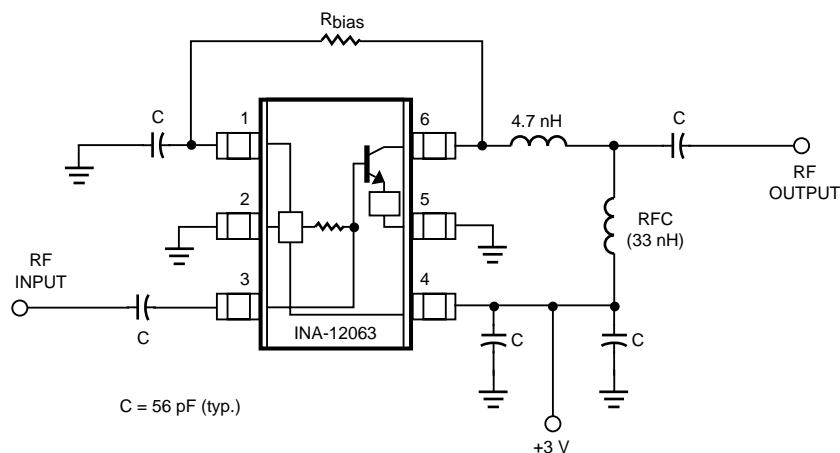 Rbias
C
1
6
4.7 nH
C
RF
OUTPUT
2
5
RFC
(33 nH)
RF
INPUT
3
4
C
INA-12063
C
C
C = 56 pF (typ.)
+3 V